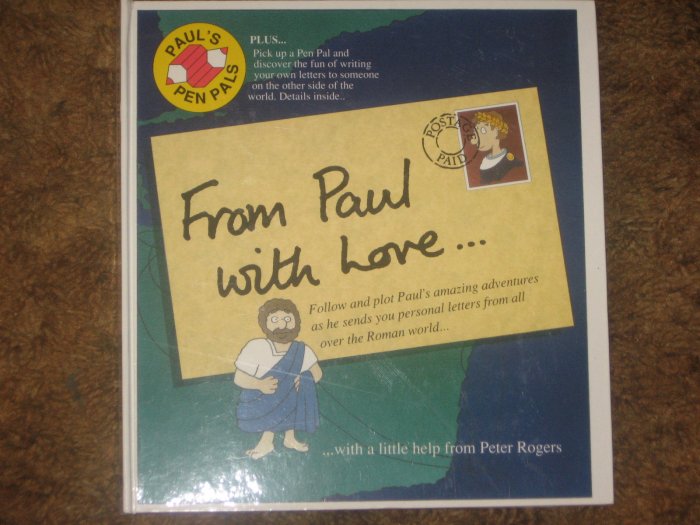 PAUL'S
PEN PALS
PLUS...
Pick up a Pen Pal and
discover the fun of writing
your own letters to someone
on the other side of the
world. Details inside..
POSTAGE
PAID
From Paul
with Love...
Follow and plot Paul's amazing adventures
as he sends you personal letters from all
over the Roman world...
...with a little help from Peter Rogers